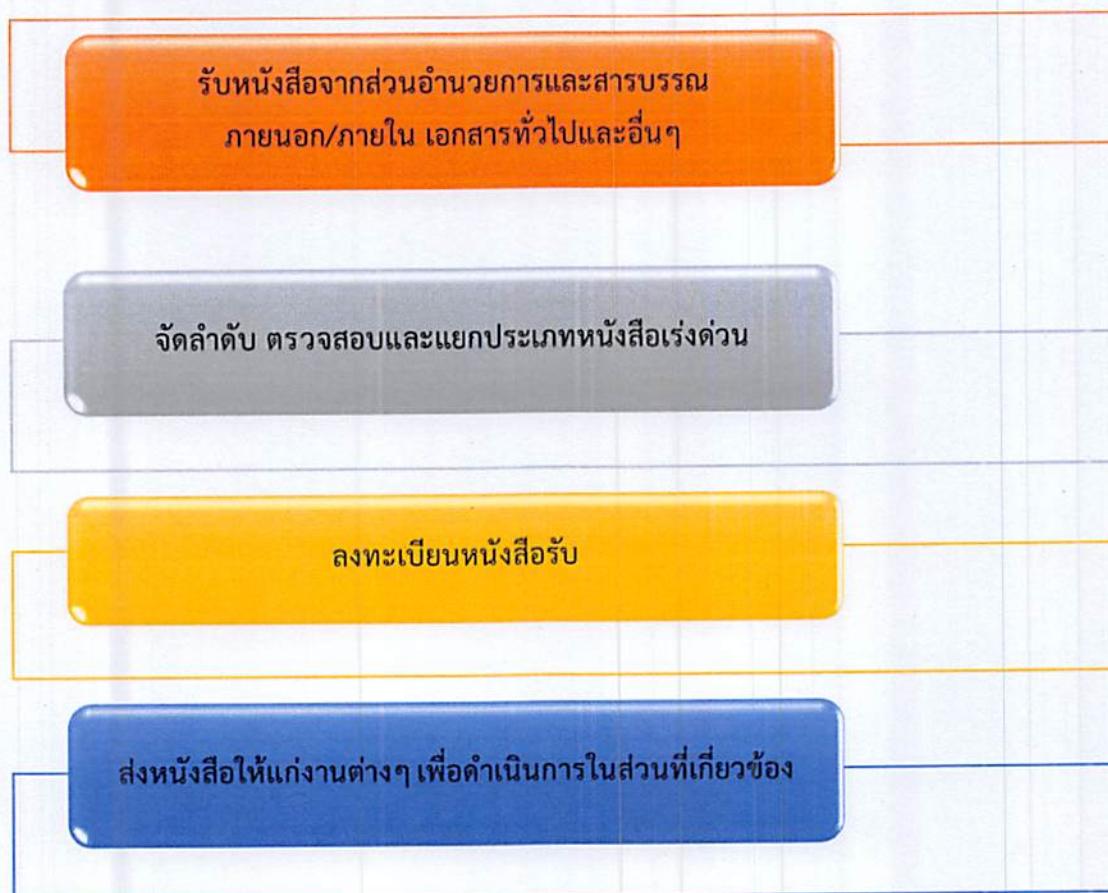 รับหนังสือจากส่วนอำนวยการและสารบรรณ
ภายนอก/ภายใน เอกสารทั่วไปและอื่นๆ
จัดลำดับ ตรวจสอบและแยกประเภทหนังสือเร่งด่วน
ลงทะเบียนหนังสือรับ
ส่งหนังสือให้แก่งานต่างๆ เพื่อดำเนินการในส่วนที่เกี่ยวข้อง